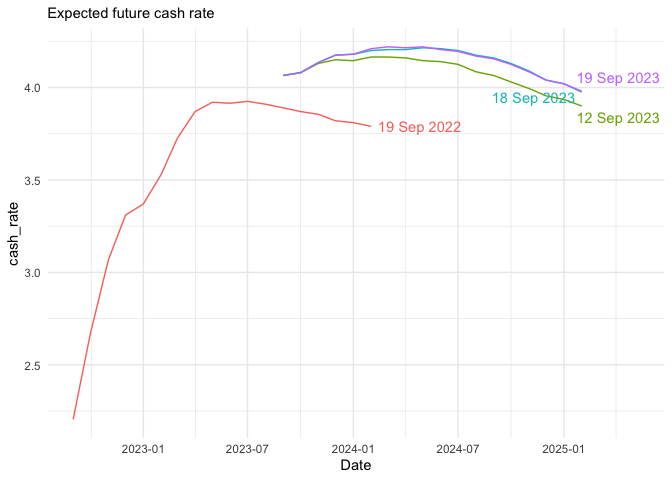 Expected future cash rate
cash_rate
4.0
3.5
3.0
2.5
19 Sep 2023
18 Sep 2023
12 Sep 2023
19 Sep 2022
2023-01
2023-07
2024-01
2024-07
2025-01
Date